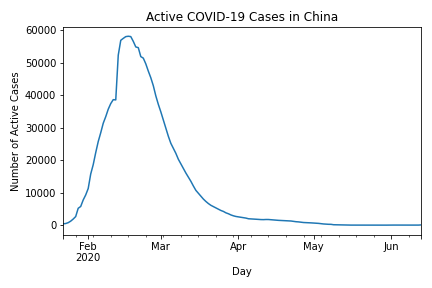 Active COVID-19 Cases in China
Number of Active Cases
60000
50000
40000
30000
20000
10000
0
Feb Mar Apr May Jun
2020
Day